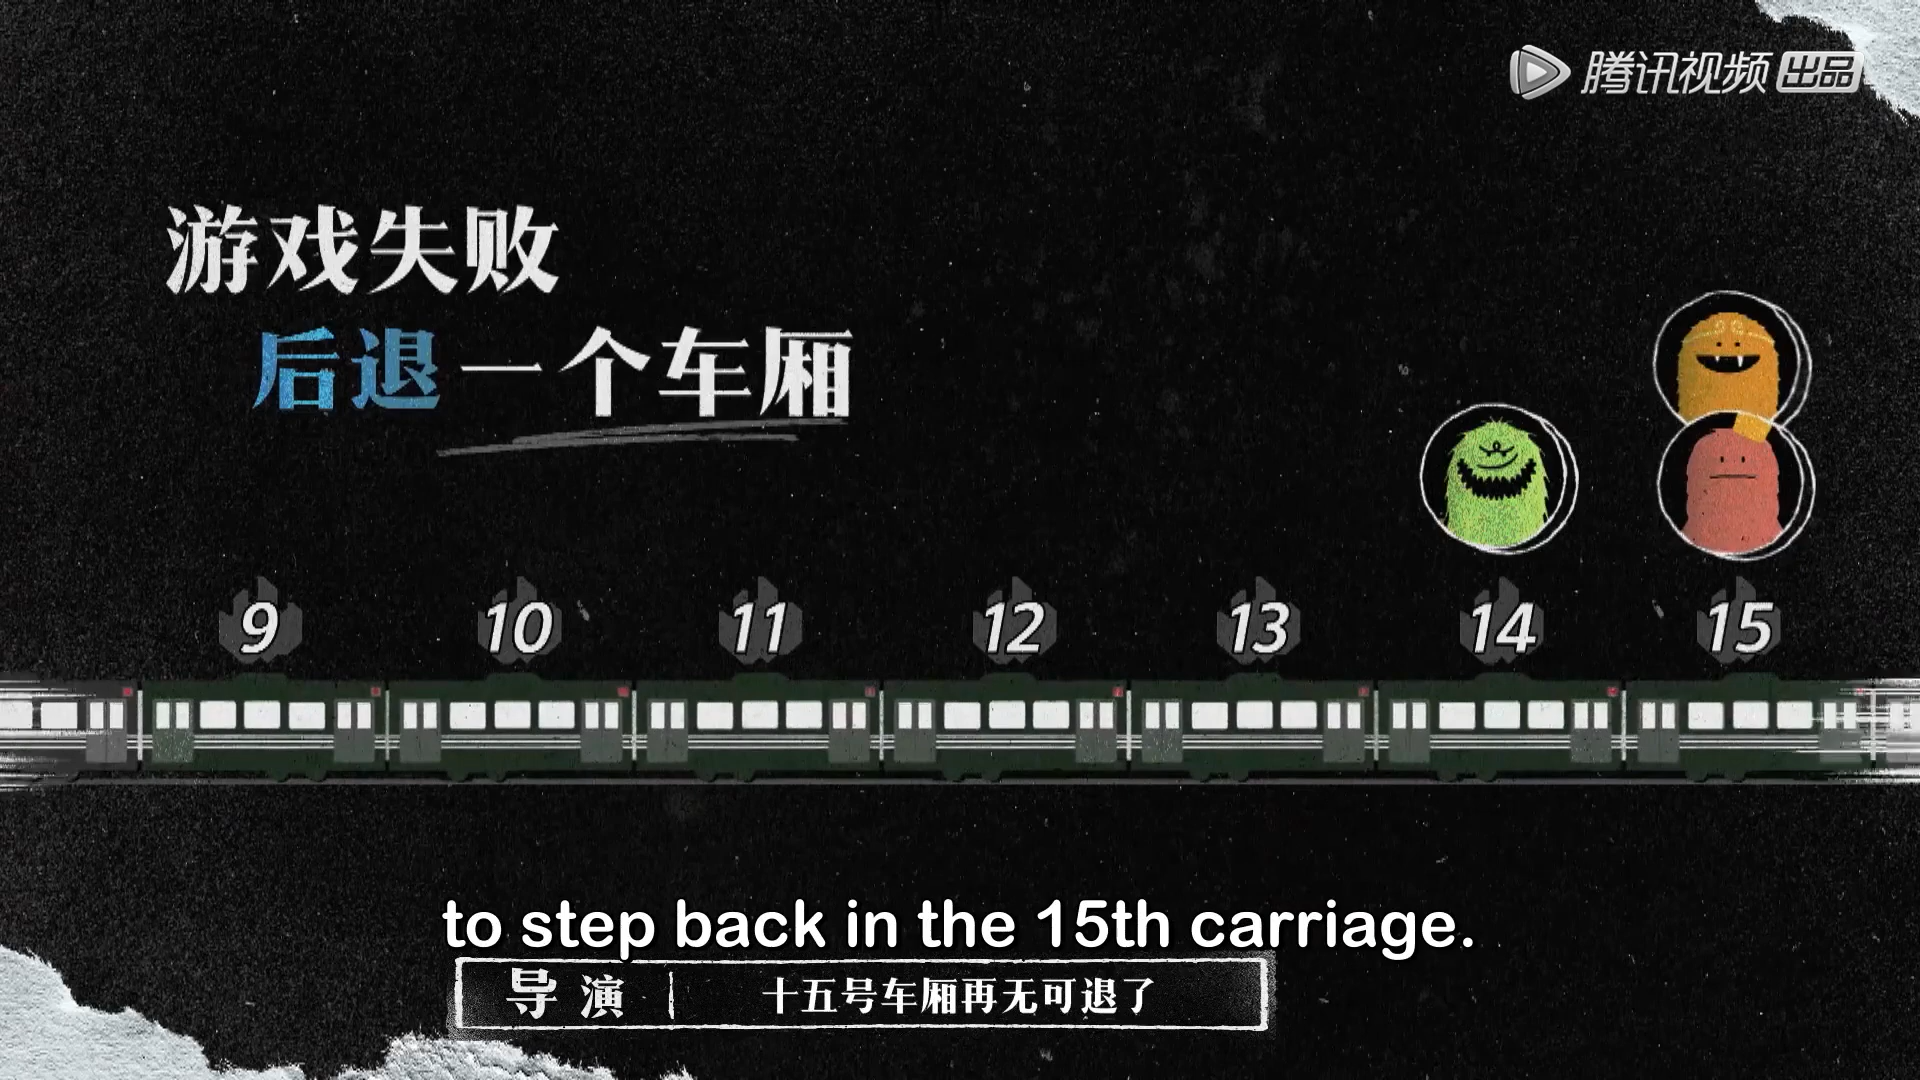 腾讯视频 出品
游戏失败
后退一个车厢
9 10 11 12 13 14 15
to step back in the 15th carriage.
导演 | 十五号车厢再无可退了